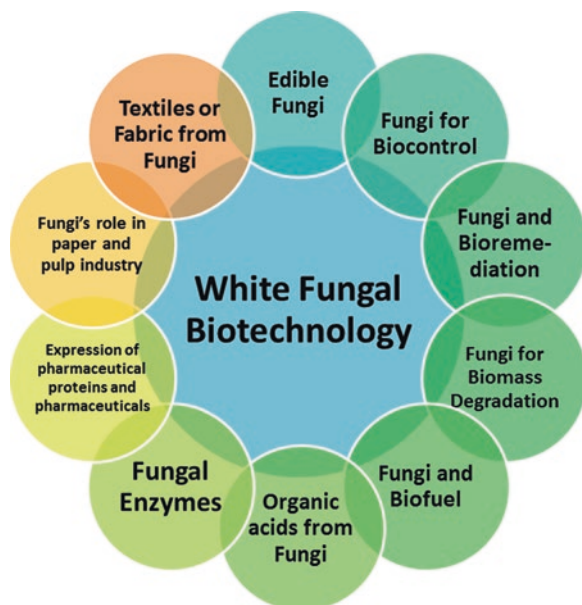 White Fungal
Biotechnology
Edible
Fungi
Fungi for
Biocontrol
Fungi and
Bioreme-
diation
Fungi for
Biomass
Degradation
Fungi and
Biofuel
Organic
acids from
Fungi
Fungal
Enzymes
Expression of
pharmaceutical
proteins and
pharmaceuticals
Fungi's role in
paper and
pulp industry
Textiles or
Fabric from
Fungi